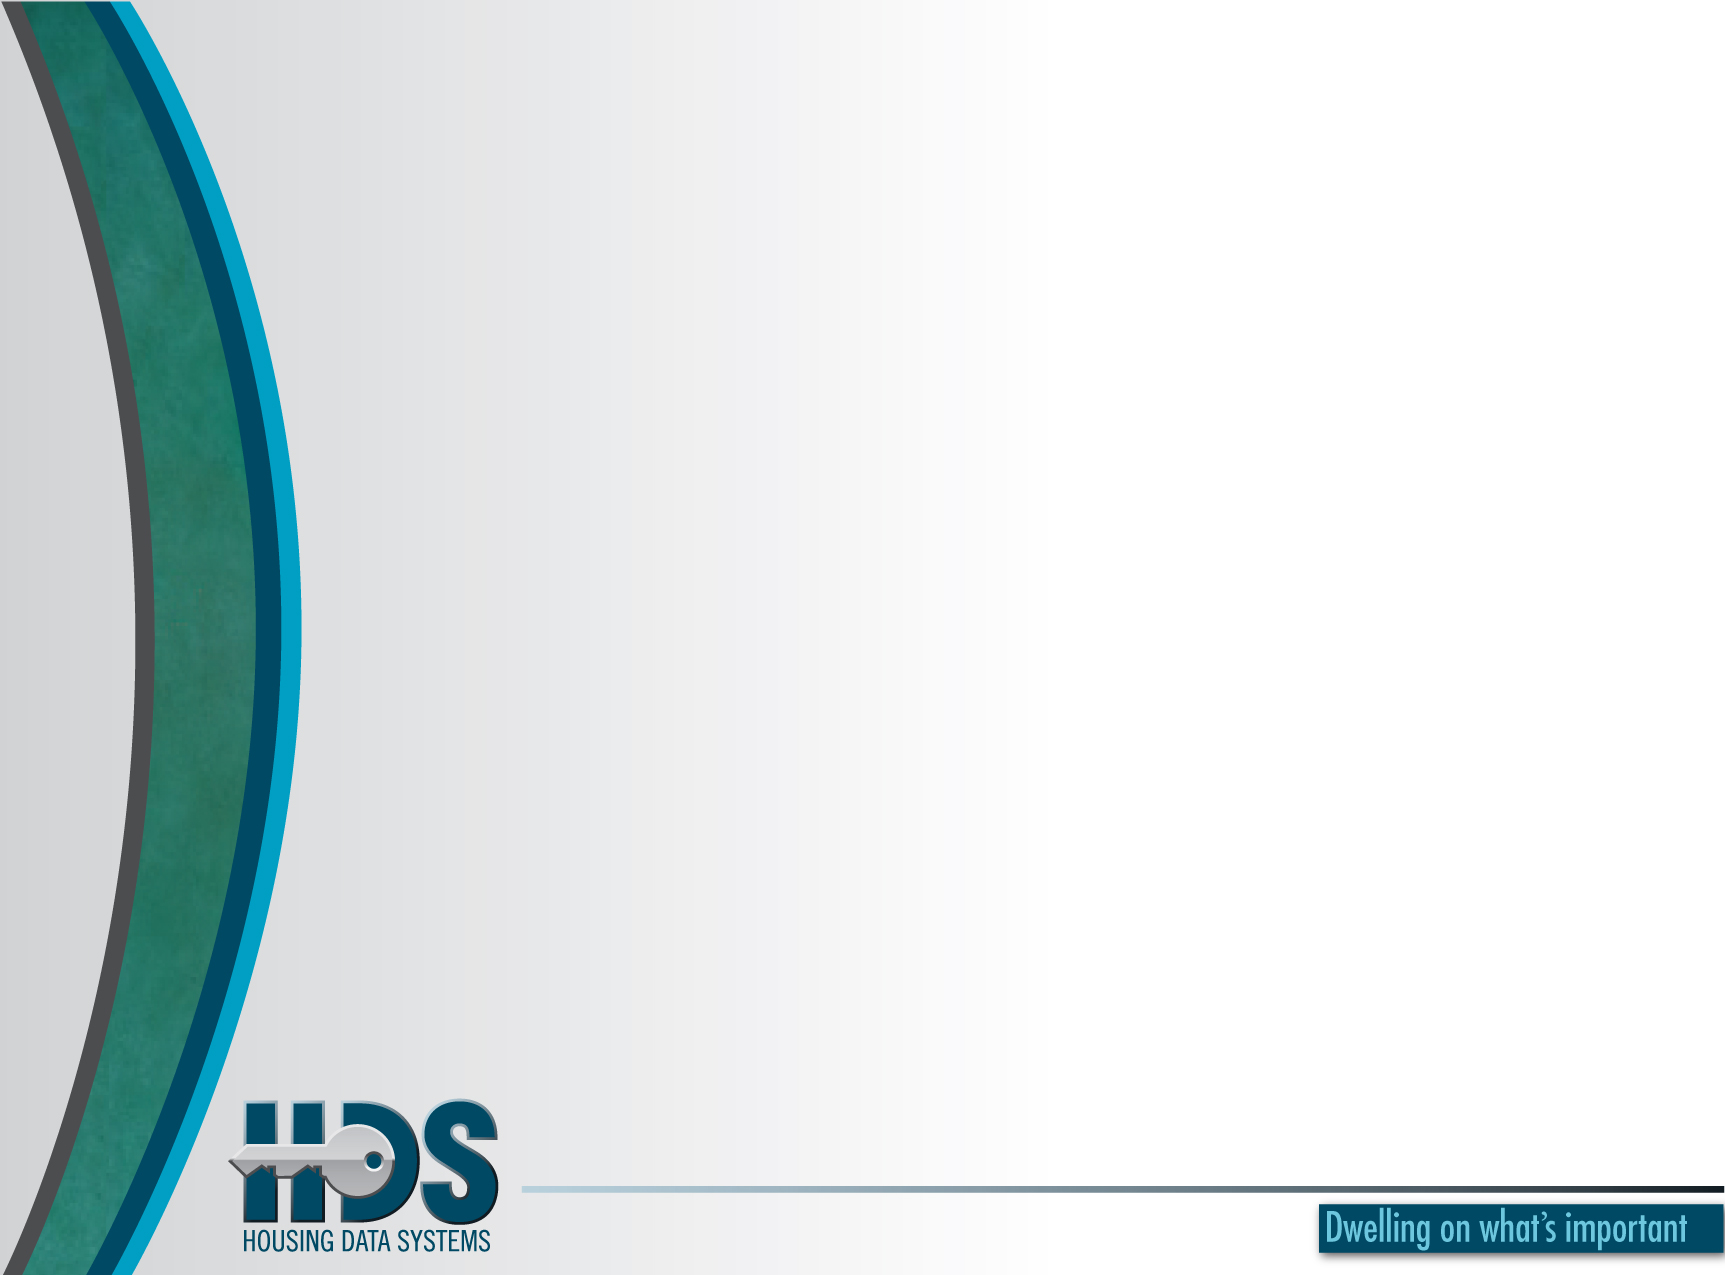 HDS
HOUSING DATA SYSTEMS
Dwelling on what’s important